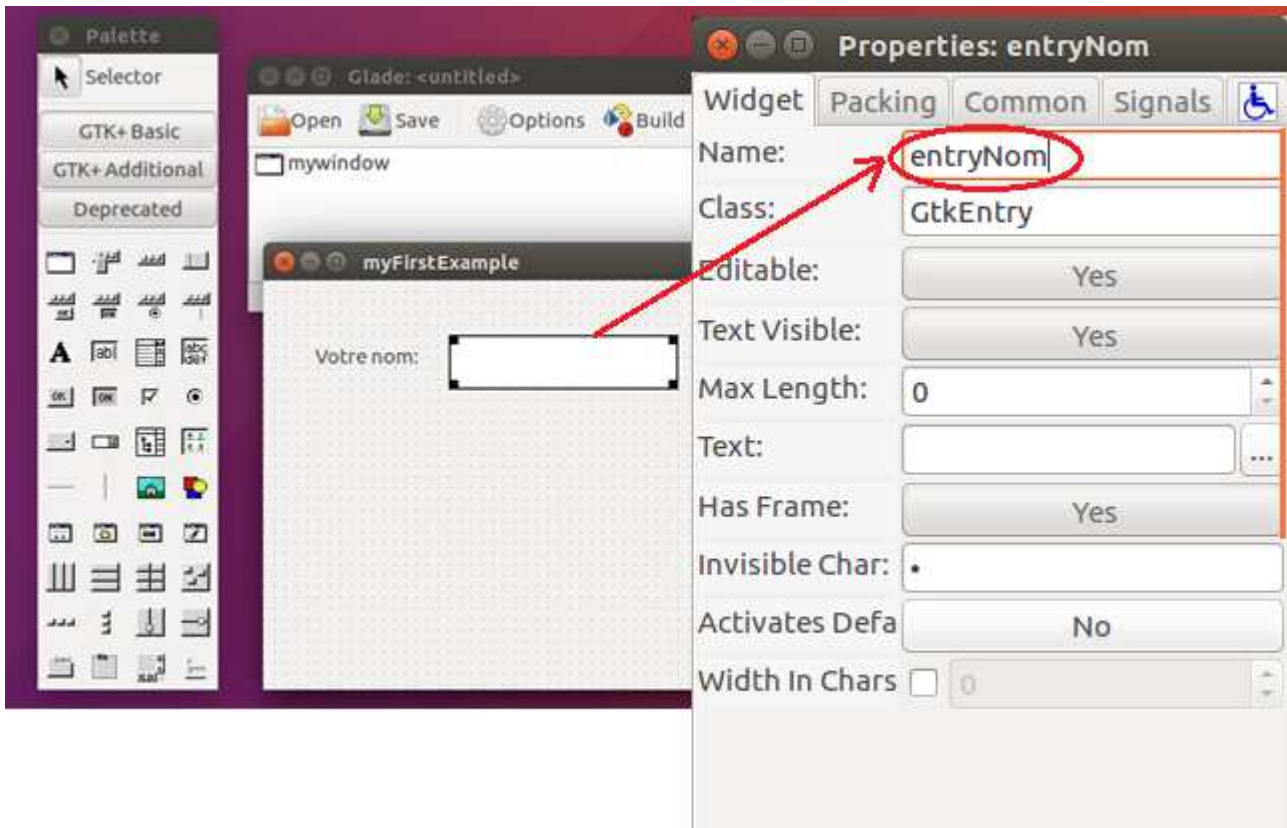 Palette
Selector
GTK+ Basic
GTK+ Additional
Deprecated
Glade: <untitled>
Open Save Options Build
mywindow
myFirstExample
Votre nom:
Properties: entryNom
Widget Packing Common Signals
Name: entryNom
Class: GtkEntry
Editable: Yes
Text Visible: Yes
Max Length: 0
Text: ...
Has Frame: Yes
Invisible Char: •
Activates Defa No
Width In Chars 0